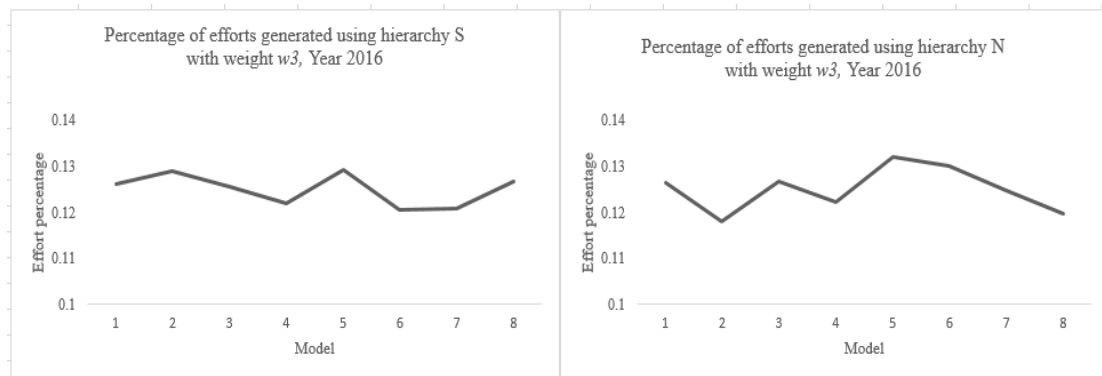 Percentage of efforts generated using hierarchy S
with weight w3, Year 2016
Effort percentage
0.14
0.13
0.12
0.11
0.1
1 2 3 4 5 6 7 8
Model
Percentage of efforts generated using hierarchy N
with weight w3, Year 2016
Effort percentage
0.14
0.13
0.12
0.11
0.1
1 2 3 4 5 6 7 8
Model